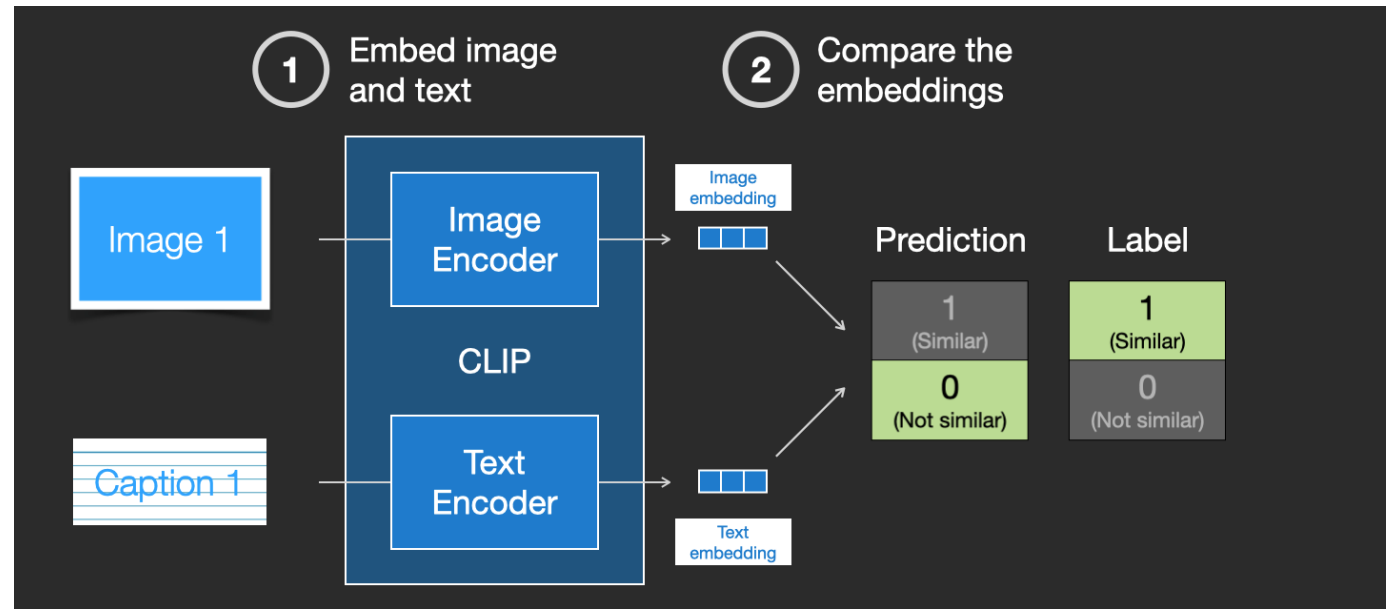 1
Embed image
and text
2
Compare the
embeddings
Image 1
Image
Encoder
Image
embedding
CLIP
Caption 1
Text
Encoder
Text
embedding
Prediction
1
(Similar)
0
(Not similar)
Label
1
(Similar)
0
(Not similar)